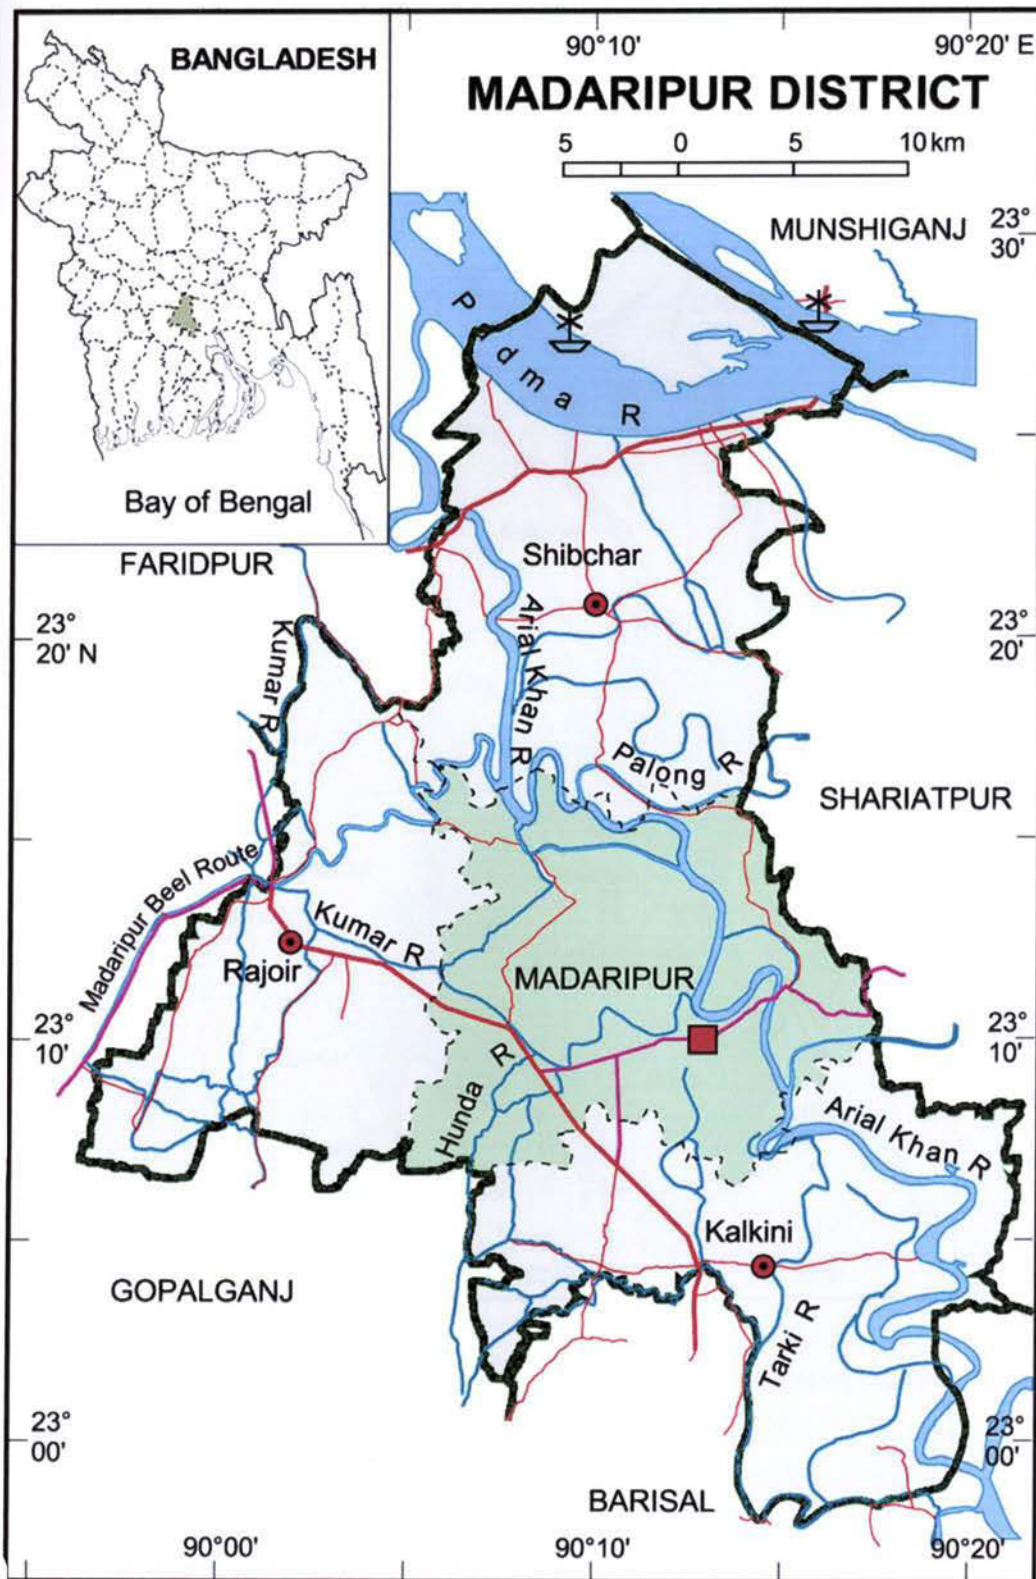 BANGLADESH
Bay of Bengal
90°10'
90°20' E
MADARIPUR DISTRICT
5 0 5 10 km
MUNSHIGANJ
23°
30'
Padma R
FARIDPUR
Shibchar
23°
20' N
Kumar R
Arial Khan R
23°
20'
Palong R
SHARIATPUR
Madaripur Beel Route
Kumar R
Rajoir
MADARIPUR
23°
10'
23°
10'
Hunda R
Arial Khan R
Kalkini
GOPALGANJ
Tarki R
23°
00'
23°
00'
BARISAL
90°00'
90°10'
90°20'